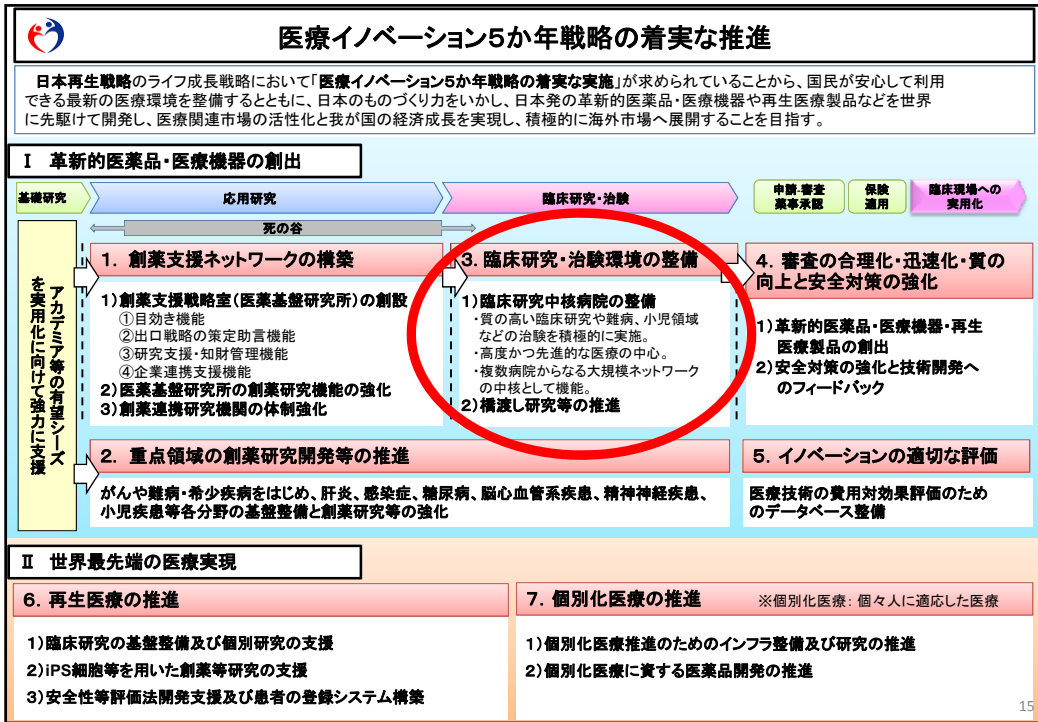 医療イノベーション5か年戦略の着実な推進
日本再生戦略のライフ成長戦略において「医療イノベーション5か年戦略の着実な実施」が求められていることから、国民が安心して利用
できる最新の医療環境を整備するとともに、日本のものづくり力をいかし、日本発の革新的医薬品・医療機器や再生医療製品などを世界
に先駆けて開発し、医療関連市場の活性化と我が国の経済成長を実現し、積極的に海外市場へ展開することを目指す。
Ⅰ 革新的医薬品・医療機器の創出
基礎研究
応用研究
臨床研究・治験
申請・審査
薬事承認
保険
適用
臨床現場への
実用化
死の谷
アカデミア等の有望シーズ
を実用化に向けて強力に支援
1. 創薬支援ネットワークの構築
1)創薬支援戦略室(医薬基盤研究所)の創設
①目効き機能
②出口戦略の策定助言機能
③研究支援・知財管理機能
④企業連携支援機能
2)医薬基盤研究所の創薬研究機能の強化
3)創薬連携研究機関の体制強化
3. 臨床研究・治験環境の整備
1)臨床研究中核病院の整備
・質の高い臨床研究や難病、小児領域
などの治験を積極的に実施。
・高度かつ先進的な医療の中心。
・複数病院からなる大規模ネットワーク
の中核として機能。
2)橋渡し研究等の推進
4. 審査の合理化・迅速化・質の
向上と安全対策の強化
1)革新的医薬品・医療機器・再生
医療製品の創出
2)安全対策の強化と技術開発へ
のフィードバック
2. 重点領域の創薬研究開発等の推進
がんや難病・希少疾病をはじめ、肝炎、感染症、糖尿病、脳心血管系疾患、精神神経疾患、
小児疾患等各分野の基盤整備と創薬研究等の強化
5. イノベーションの適切な評価
医療技術の費用対効果評価のため
のデータベース整備
Ⅱ 世界最先端の医療実現
6. 再生医療の推進
1)臨床研究の基盤整備及び個別研究の支援
2)iPS細胞等を用いた創薬等研究の支援
3)安全性等評価法開発支援及び患者の登録システム構築
7. 個別化医療の推進 ※個別化医療:個々人に適応した医療
1)個別化医療推進のためのインフラ整備及び研究の推進
2)個別化医療に資する医薬品開発の推進
15